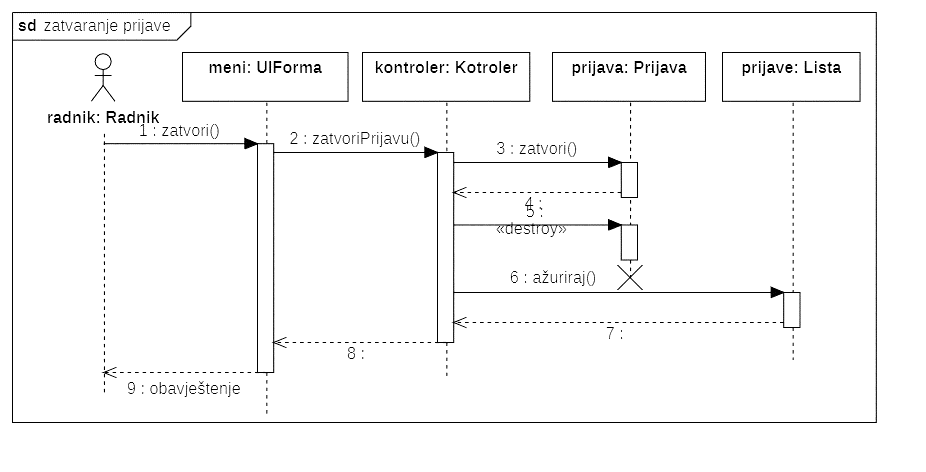 sd zatvaranje prijave
meni: UIForma
kontroler: Kotroler
prijava: Prijava
prijave: Lista
radnik: Radnik
1 : zatvori()
2 : zatvoriPrijavu()
3 : zatvori()
4 :
5 :
«destroy»
6 : ažuriraj()
7 :
8 :
9 : obavještenje